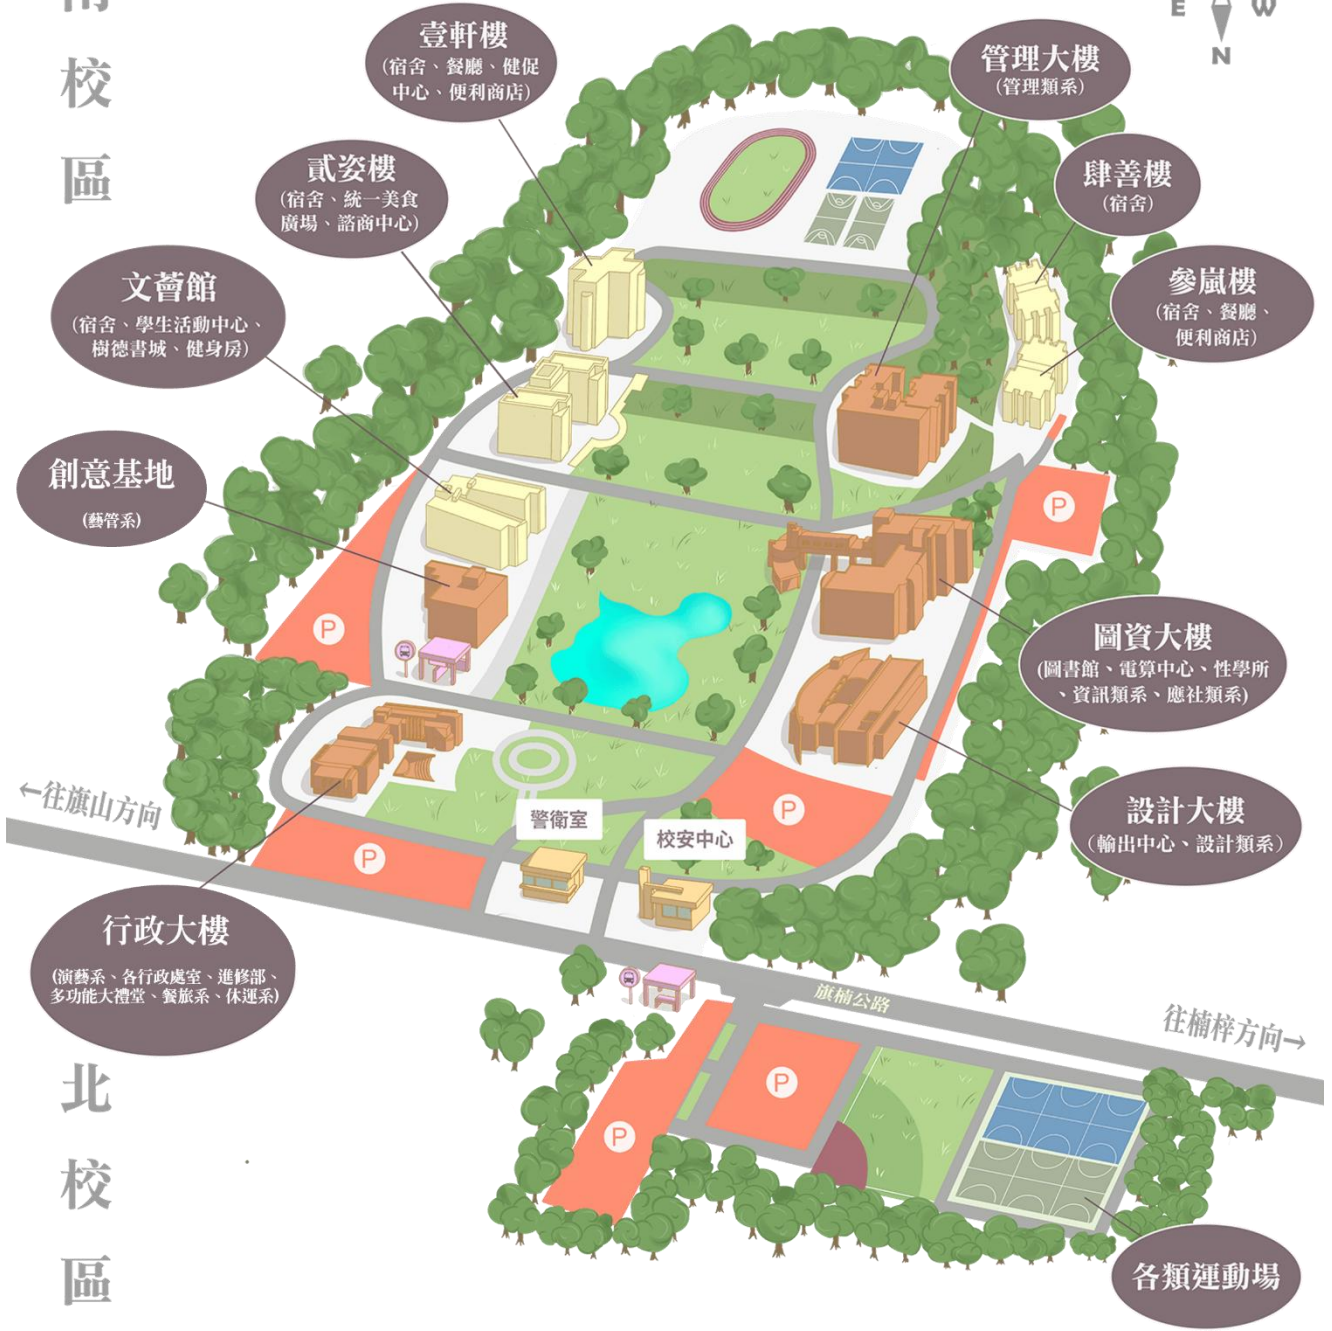 南校區
E W
N
壹軒樓
(宿舍、餐廳、健促
中心、便利商店)
管理大樓
(管理類系)
貳姿樓
(宿舍、統一美食
廣場、諮商中心)
肆善樓
(宿舍)
文薈館
(宿舍、學生活動中心、
樹德書城、健身房)
參嵐樓
(宿舍、餐廳、
便利商店)
創意基地
(藝管系)
P
P
圖資大樓
(圖書館、電算中心、性學所
、資訊類系、應社類系)
←往旗山方向
警衛室
校安中心
P
P
設計大樓
(輸出中心、設計類系)
行政大樓
(演藝系、各行政處室、進修部、
多功能大禮堂、餐旅系、休運系)
旗楠公路
往楠梓方向→
北校區
P
P
各類運動場